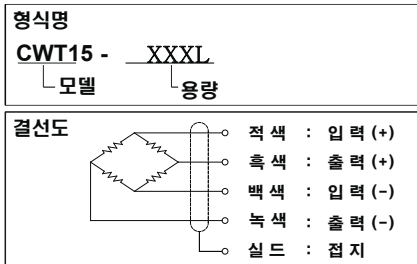 형식명
CWT15 - XXXL
모델 용량
결선도
적색 : 입력(+)
흑색 : 출력(+)
백색 : 입력(-)
녹색 : 출력(-)
실드 : 접지